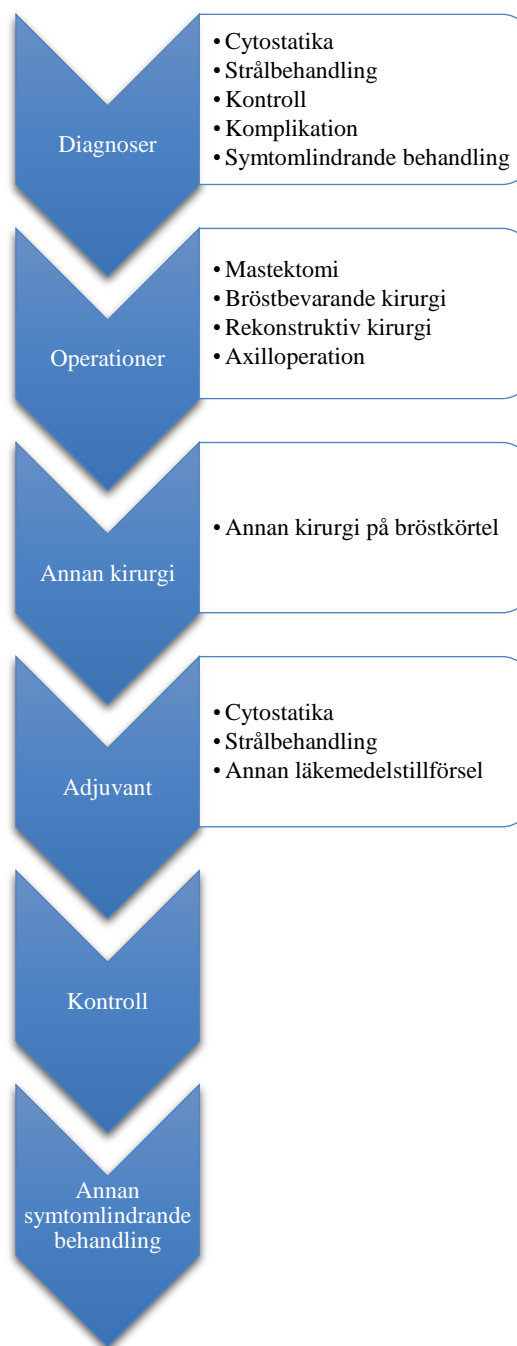 Diagnoser
• Cytostatika
• Strålbehandling
• Kontroll
• Komplikation
• Symtomlindrande behandling
Operationer
• Mastektomi
• Bröstbevarande kirurgi
• Rekonstruktiv kirurgi
• Axilloperation
Annan kirurgi
• Annan kirurgi på bröstkörtel
Adjuvant
• Cytostatika
• Strålbehandling
• Annan läkemedelstillförsel
Kontroll
Annan
symtomlindrande
behandling